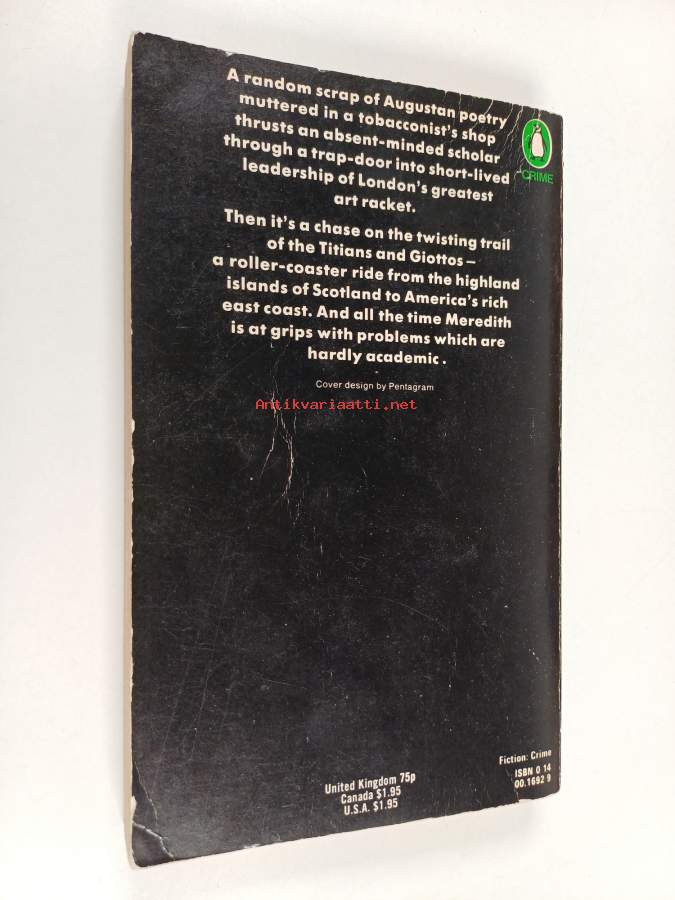 A random scrap of Augustan poetry
muttered in a tobacconist's shop
thrusts an absent-minded scholar
through a trap-door into short-lived
leadership of London's greatest
art racket.
Then it's a chase on the twisting trail
of the Titians and Giottos –
a roller-coaster ride from the highland
islands of Scotland to America's rich
east coast. And all the time Meredith
is at grips with problems which are
hardly academic.
Cover design by Pentagram
Antikvariaatti.net
CRIME
United Kingdom 75p
Canada $1.95
U.S.A. $1.95
Fiction: Crime
ISBN 0 14
00.1692 9